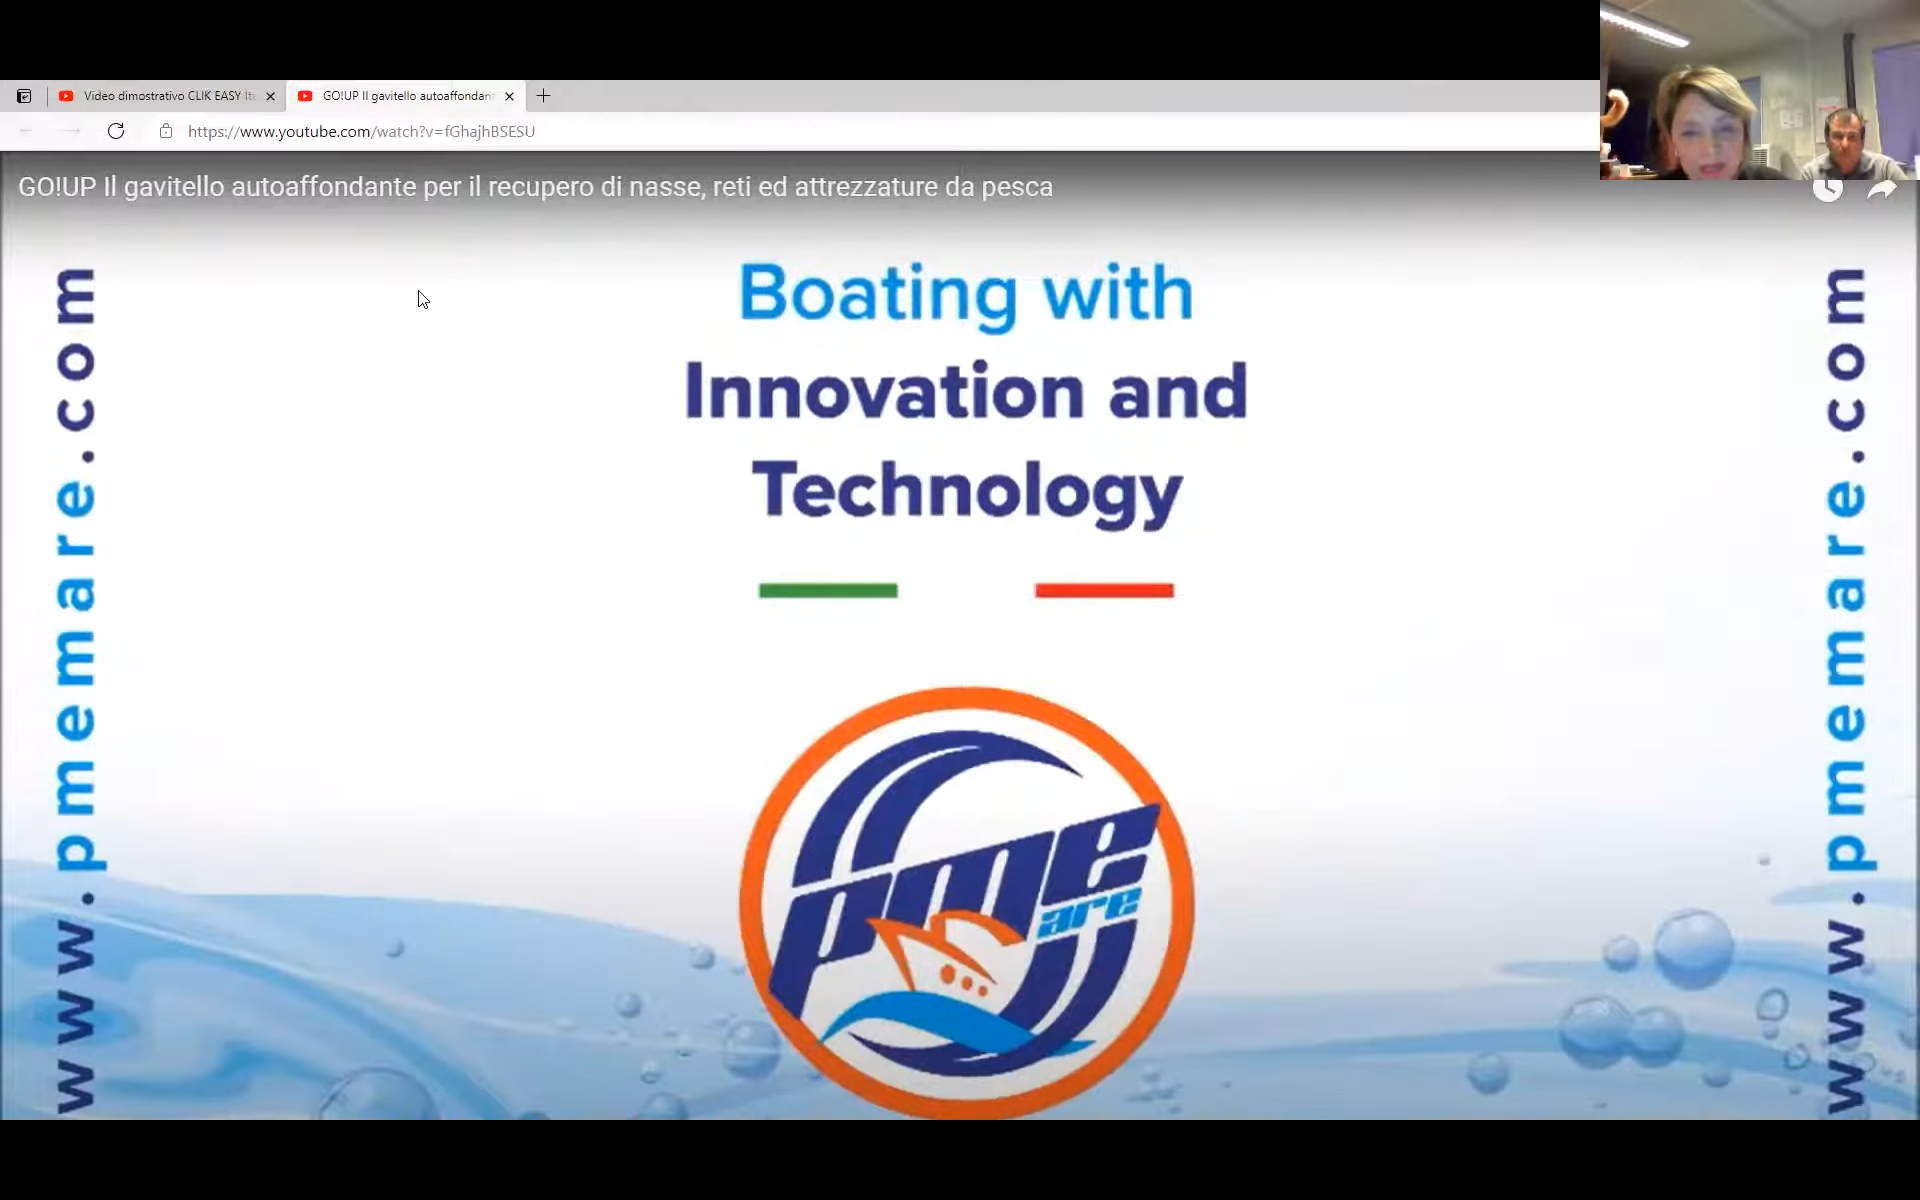 Video dimostrativo CLIK EASY Ita
GO!UP Il gavitello autoaffondant
https://www.youtube.com/watch?v=fGhajhBSESU
GO!UP Il gavitello autoaffondante per il recupero di nasse, reti ed attrezzature da pesca
Boating with
Innovation and
Technology
www.pmemare.com
www.pmemare.com
pme
are